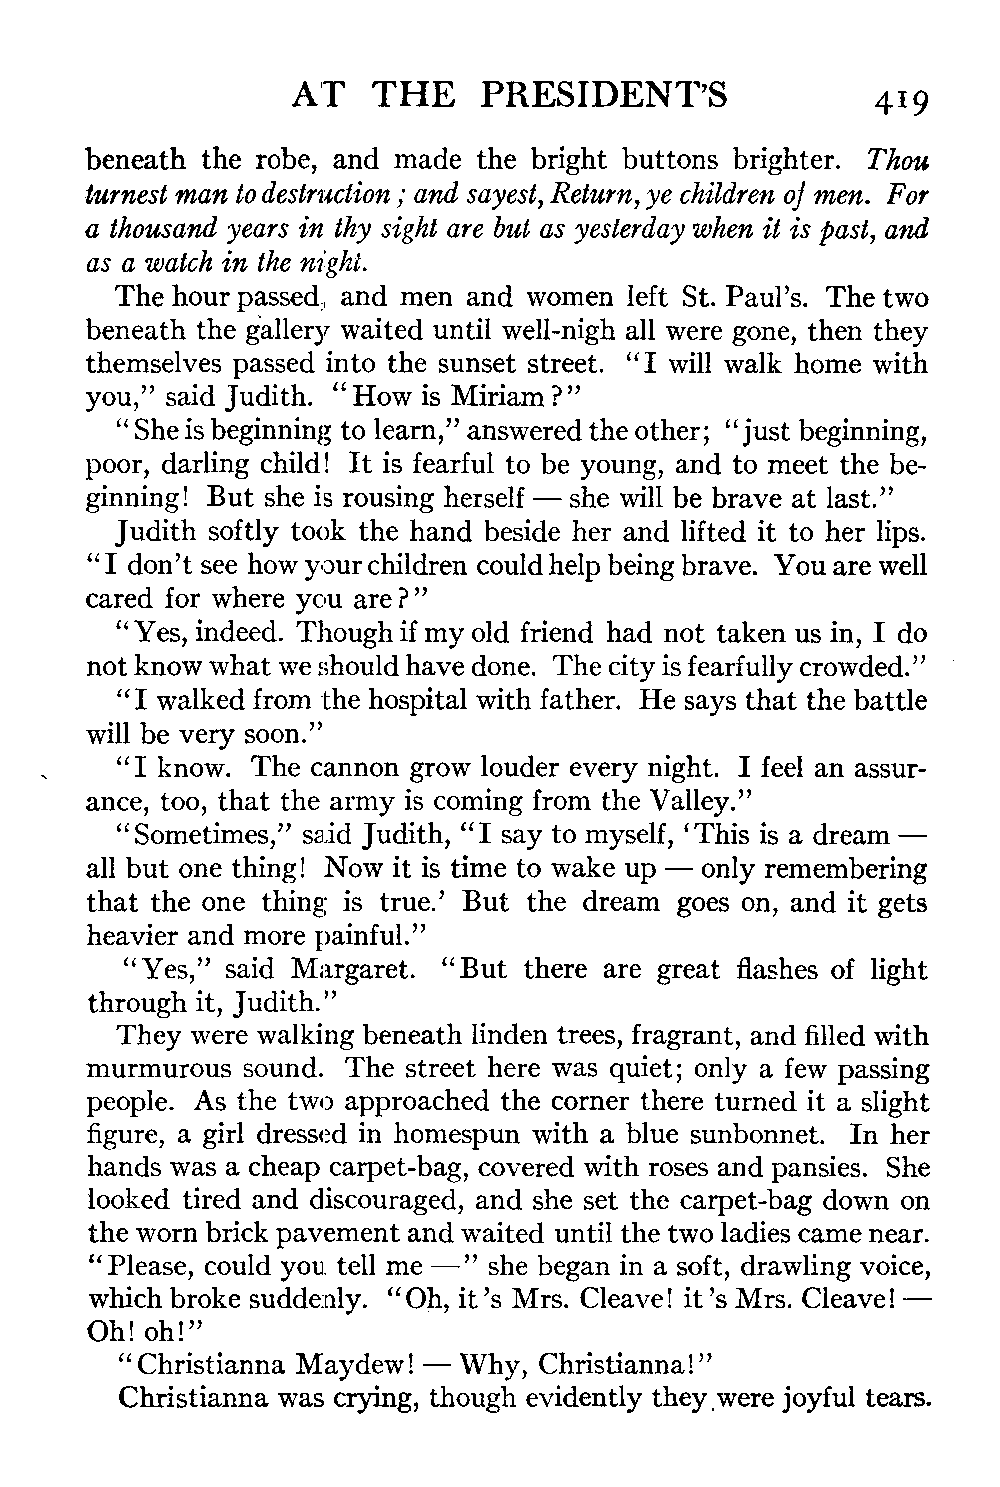 AT THE PRESIDENT'S 419
beneath the robe, and made the bright buttons brighter. Thou
turnest man to destruction; and sayest, Return, ye children of men. For
a thousand years in thy sight are but as yesterday when it is past, and
as a watch in the night.
The hour passed, and men and women left St. Paul's. The two
beneath the gallery waited until well-nigh all were gone, then they
themselves passed into the sunset street. "I will walk home with
you," said Judith. "How is Miriam?"
"She is beginning to learn," answered the other; "just beginning,
poor, darling child! It is fearful to be young, and to meet the be-
ginning! But she is rousing herself — she will be brave at last."
Judith softly took the hand beside her and lifted it to her lips.
"I don't see how your children could help being brave. You are well
cared for where you are?"
"Yes, indeed. Though if my old friend had not taken us in, I do
not know what we should have done. The city is fearfully crowded."
"I walked from the hospital with father. He says that the battle
will be very soon."
"I know. The cannon grow louder every night. I feel an assur-
ance, too, that the army is coming from the Valley."
"Sometimes," said Judith, "I say to myself, 'This is a dream —
all but one thing! Now it is time to wake up — only remembering
that the one thing is true.' But the dream goes on, and it gets
heavier and more painful."
"Yes," said Margaret. "But there are great flashes of light
through it, Judith."
They were walking beneath linden trees, fragrant, and filled with
murmurous sound. The street here was quiet; only a few passing
people. As the two approached the corner there turned it a slight
figure, a girl dressed in homespun with a blue sunbonnet. In her
hands was a cheap carpet-bag, covered with roses and pansies. She
looked tired and discouraged, and she set the carpet-bag down on
the worn brick pavement and waited until the two ladies came near.
"Please, could you tell me —" she began in a soft, drawling voice,
which broke suddenly. "Oh, it's Mrs. Cleave! it's Mrs. Cleave! —
Oh! oh!"
"Christianna Maydew! — Why, Christianna!"
Christianna was crying, though evidently they were joyful tears.